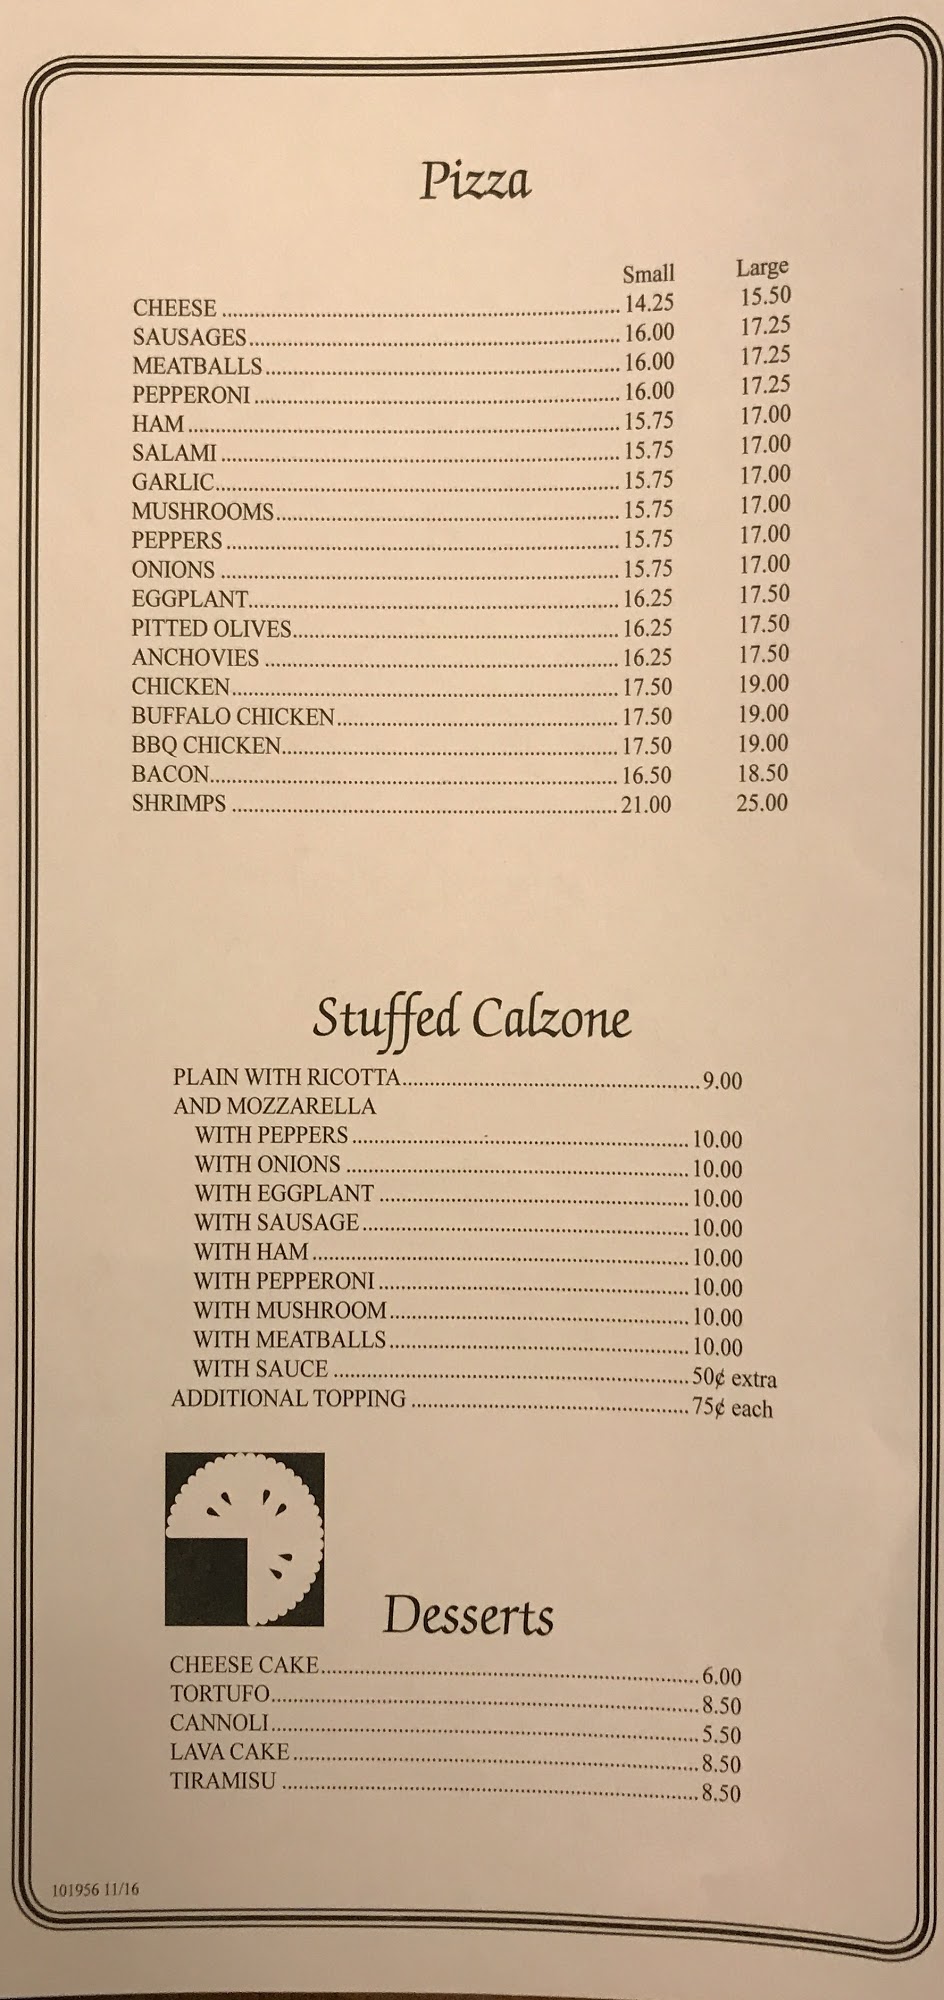 Pizza
Small Large
CHEESE 14.25 15.50
SAUSAGES 16.00 17.25
MEATBALLS 16.00 17.25
PEPPERONI 16.00 17.25
HAM 15.75 17.00
SALAMI 15.75 17.00
GARLIC 15.75 17.00
MUSHROOMS 15.75 17.00
PEPPERS 15.75 17.00
ONIONS 15.75 17.00
EGGPLANT 16.25 17.50
PITTED OLIVES 16.25 17.50
ANCHOVIES 16.25 17.50
CHICKEN 17.50 19.00
BUFFALO CHICKEN 17.50 19.00
BBQ CHICKEN 17.50 19.00
BACON 16.50 18.50
SHRIMPS 21.00 25.00
Stuffed Calzone
PLAIN WITH RICOTTA 9.00
AND MOZZARELLA
WITH PEPPERS 10.00
WITH ONIONS 10.00
WITH EGGPLANT 10.00
WITH SAUSAGE 10.00
WITH HAM 10.00
WITH PEPPERONI 10.00
WITH MUSHROOM 10.00
WITH MEATBALLS 10.00
WITH SAUCE 50¢ extra
ADDITIONAL TOPPING 75¢ each
Desserts
CHEESE CAKE 6.00
TORTUFO 8.50
CANNOLI 5.50
LAVA CAKE 8.50
TIRAMISU 8.50
101956 11/16